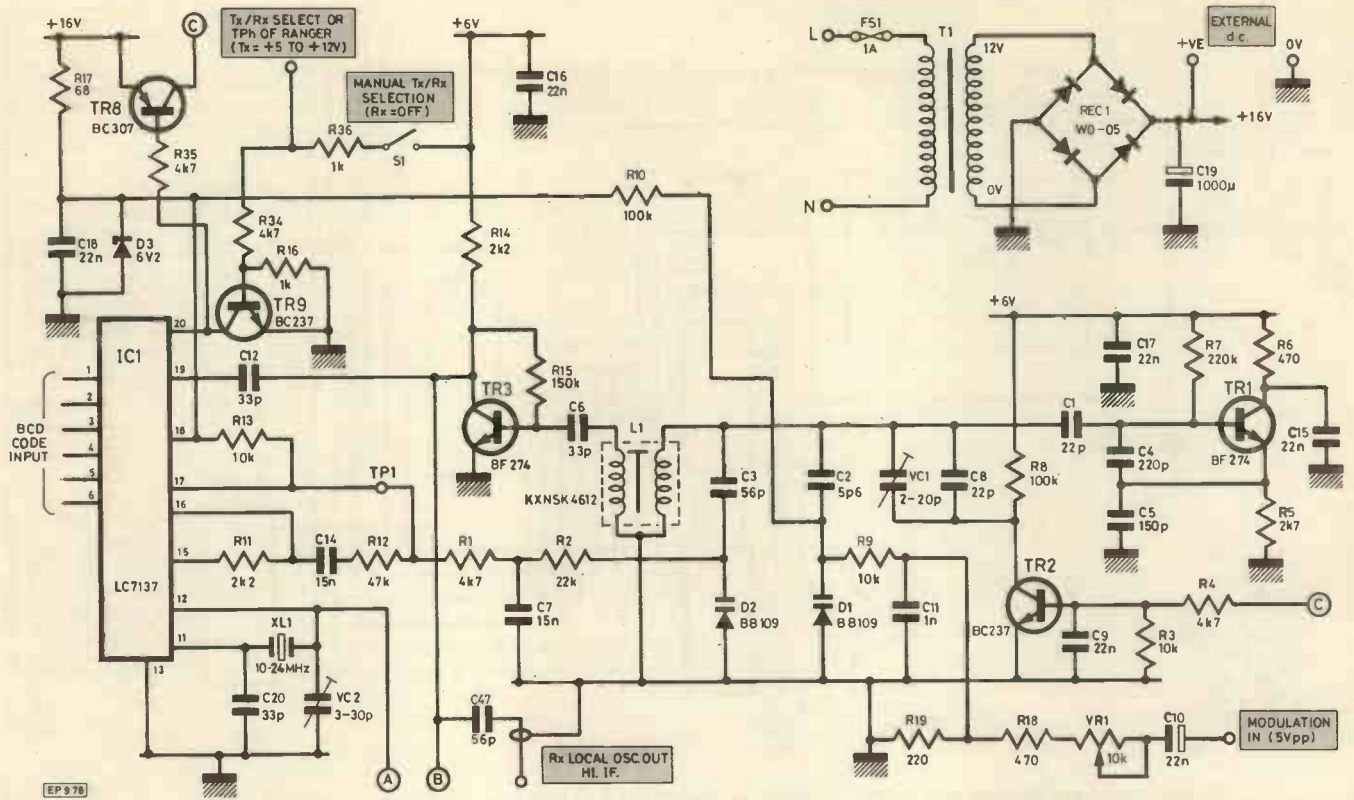 +16V
C
Tx/Rx SELECT OR
TPh OF RANGER
(Tx = +5 TO +12V)
+6V
R17
68
TR8
BC307
C16
22n
MANUAL Tx/Rx
SELECTION
(Rx = OFF)
R36
1k
S1
R35
4k7
R10
100k
C18
22n
D3
6V2
R34
4k7
R16
1k
R14
2k2
TR9
BC237
L
FS1
1A
T1
12V
0V
N
REC 1
W0-05
+VE
EXTERNAL
d.c.
0V
+16V
C19
1000µ
IC1
LC7137
BCD
CODE
INPUT
1
2
3
4
5
6
20
19
18
17
16
15
12
11
13
C12
33p
R13
10k
TP1
R11
2k2
C14
15n
R12
47k
R1
4k7
R2
22k
C7
15n
XL1
10-24MHz
C20
33p
VC2
3-30p
A
B
C47
56p
Rx LOCAL OSC OUT
HI. IF.
TR3
BF 274
R15
150k
C6
33p
L1
KXNSK4612
C3
56p
C2
5p6
VC1
2-20p
C8
22p
D2
BB109
D1
BB109
R9
10k
C11
1n
+6V
C17
22n
R7
220k
R6
470
C1
22p
TR1
BF 274
C4
220p
C15
22n
C5
150p
R5
2k7
R8
100k
TR2
BC237
C9
22n
R3
10k
R4
4k7
C
R19
220
R18
470
VR1
10k
C10
22n
MODULATION
IN (5Vpp)
EP 9 78